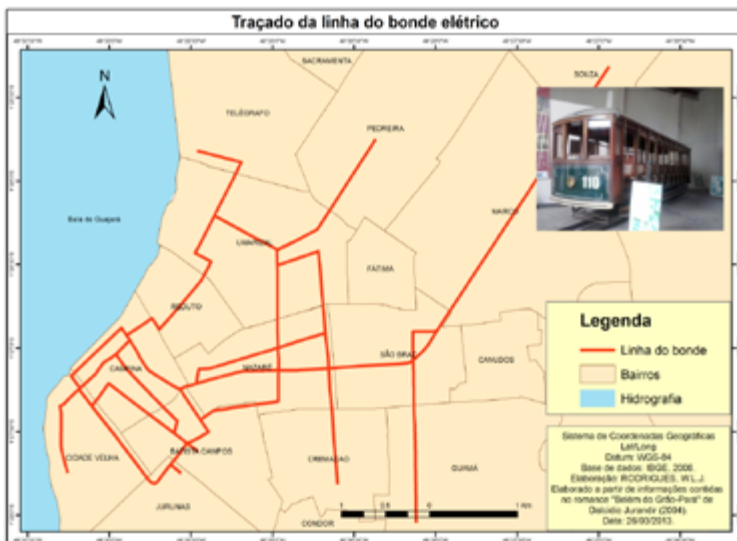 Traçado da linha do bonde elétrico
SACRAMENTA
SOUZA
TELÉGRAFO
PEDREIRA
N
110
MARCO
Baía do Guajará
UMARIZAL
FÁTIMA
REDUTO
Legenda
Linha do bonde
Bairros
Hidrografia
SÃO BRAZ
CANUDOS
NAZARÉ
CAMPINA
CIDADE VELHA
BATISTA CAMPOS
CREMAÇÃO
GUAMÁ
JURUNAS
CONDOR
Sistema de Coordenadas Geográficas
Lat/Long
Datum: WGS-84
Base de dados: IBGE, 2006.
Elaboração: RODRIGUES, W.L.J.
Elaborado a partir de informações contidas
no romance "Belém do Grão-Pará" de
Dalcídio Jurandir (2004).
Data: 26/03/2013.